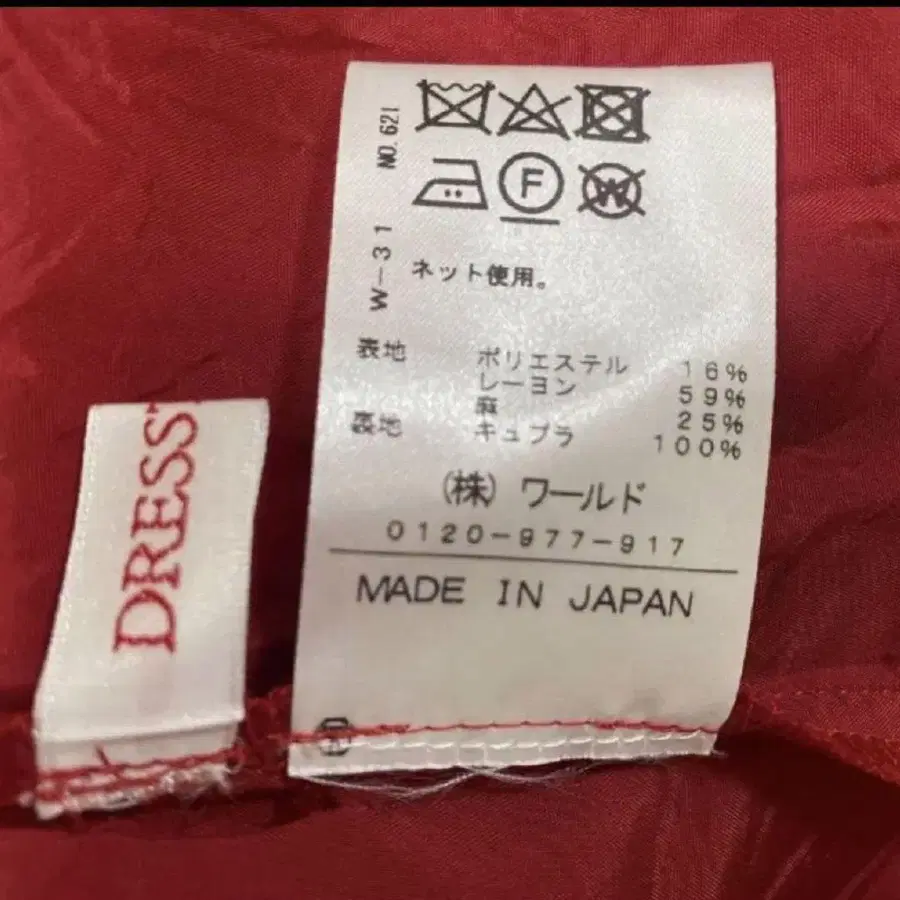 NO. 621
W-31
F
W
ネット使用。
表地 ポリエステル 16%
レーヨン 59%
麻 25%
裏地 キュプラ 100%
(株) ワールド
0120-977-917
MADE IN JAPAN
DRESS